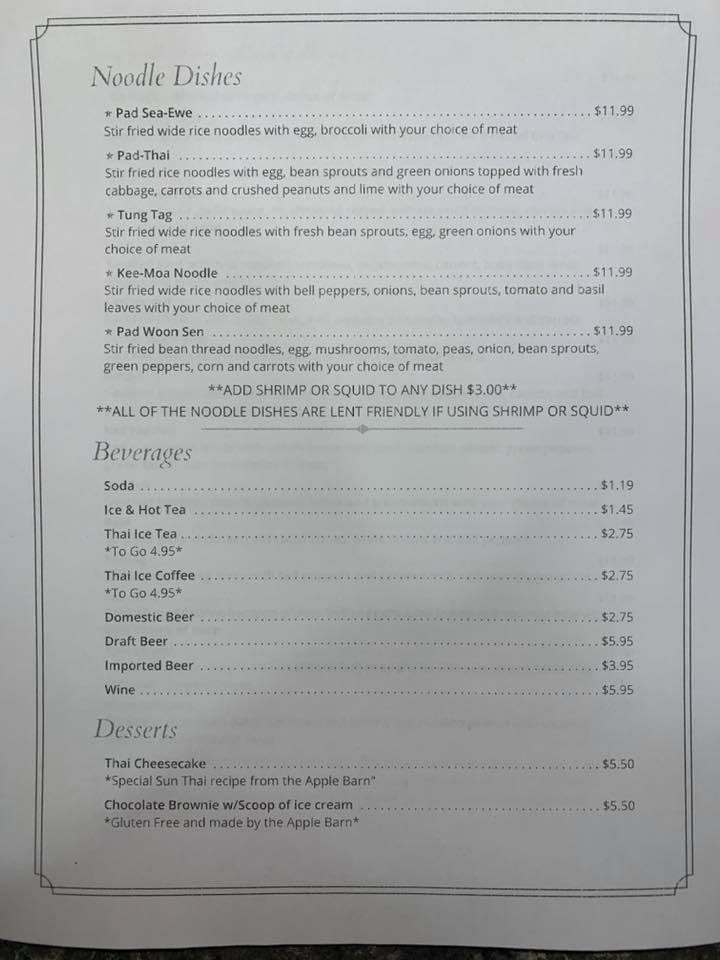 Noodle Dishes
* Pad Sea-Ewe ........................................ $11.99
Stir fried wide rice noodles with egg, broccoli with your choice of meat
* Pad-Thai ........................................ $11.99
Stir fried rice noodles with egg, bean sprouts and green onions topped with fresh
cabbage, carrots and crushed peanuts and lime with your choice of meat
* Tung Tag ........................................ $11.99
Stir fried wide rice noodles with fresh bean sprouts, egg, green onions with your
choice of meat
* Kee-Moa Noodle ........................................ $11.99
Stir fried wide rice noodles with bell peppers, onions, bean sprouts, tomato and basil
leaves with your choice of meat
* Pad Woon Sen ........................................ $11.99
Stir fried bean thread noodles, egg, mushrooms, tomato, peas, onion, bean sprouts,
green peppers, corn and carrots with your choice of meat
**ADD SHRIMP OR SQUID TO ANY DISH $3.00**
**ALL OF THE NOODLE DISHES ARE LENT FRIENDLY IF USING SHRIMP OR SQUID**
Beverages
Soda ........................................ $1.19
Ice & Hot Tea ........................................ $1.45
Thai Ice Tea ........................................ $2.75
*To Go 4.95*
Thai Ice Coffee ........................................ $2.75
*To Go 4.95*
Domestic Beer ........................................ $2.75
Draft Beer ........................................ $5.95
Imported Beer ........................................ $3.95
Wine ........................................ $5.95
Desserts
Thai Cheesecake ........................................ $5.50
*Special Sun Thai recipe from the Apple Barn"
Chocolate Brownie w/Scoop of ice cream ........................................ $5.50
*Gluten Free and made by the Apple Barn*